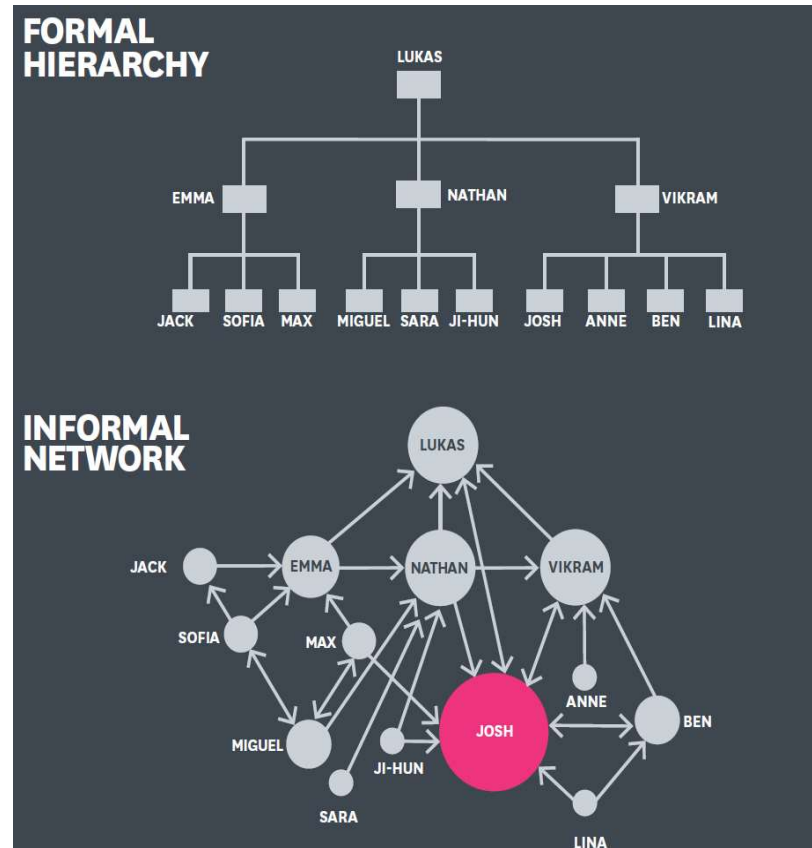 FORMAL
HIERARCHY
LUKAS
EMMA
NATHAN
VIKRAM
JACK
SOFIA
MAX
MIGUEL
SARA
JI-HUN
JOSH
ANNE
BEN
LINA
INFORMAL
NETWORK
LUKAS
JACK
EMMA
NATHAN
VIKRAM
SOFIA
MAX
ANNE
BEN
MIGUEL
JI-HUN
JOSH
SARA
LINA